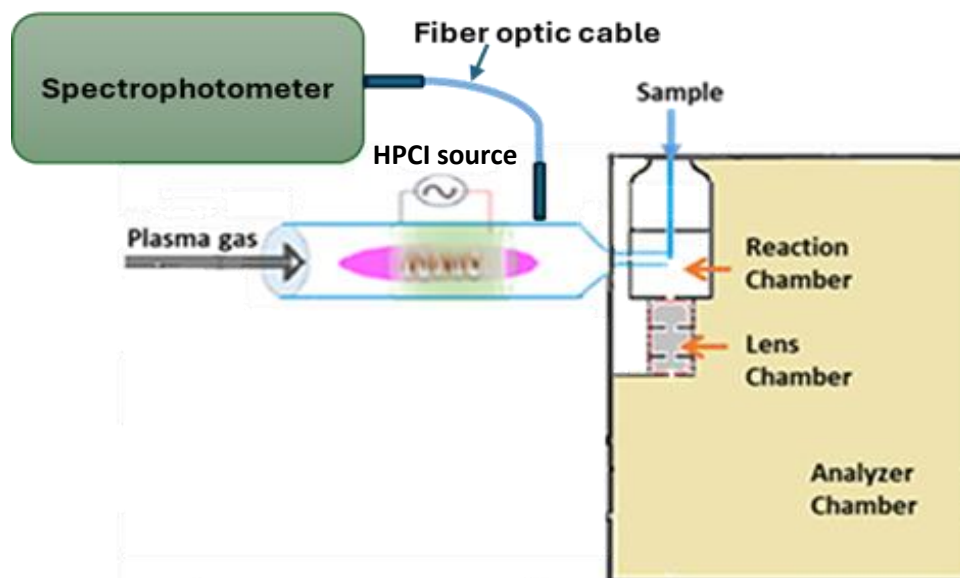 Fiber optic cable
Spectrophotometer
Sample
HPCI source
Plasma gas
Reaction
Chamber
Lens
Chamber
Analyzer
Chamber